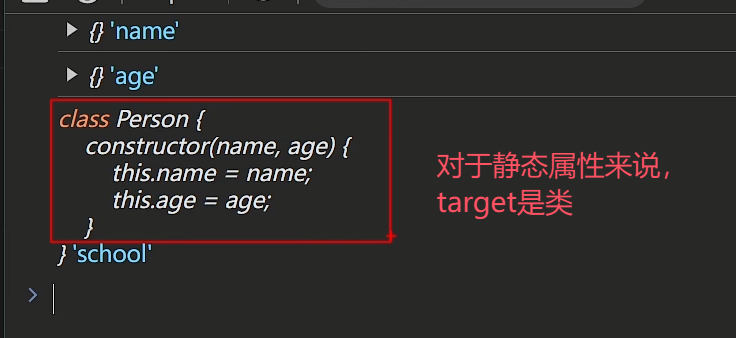 ▶ {} 'name'
▶ {} 'age'
class Person {
constructor(name, age) {
this.name = name;
this.age = age;
}
} 'school'
对于静态属性来说，
target是类
>